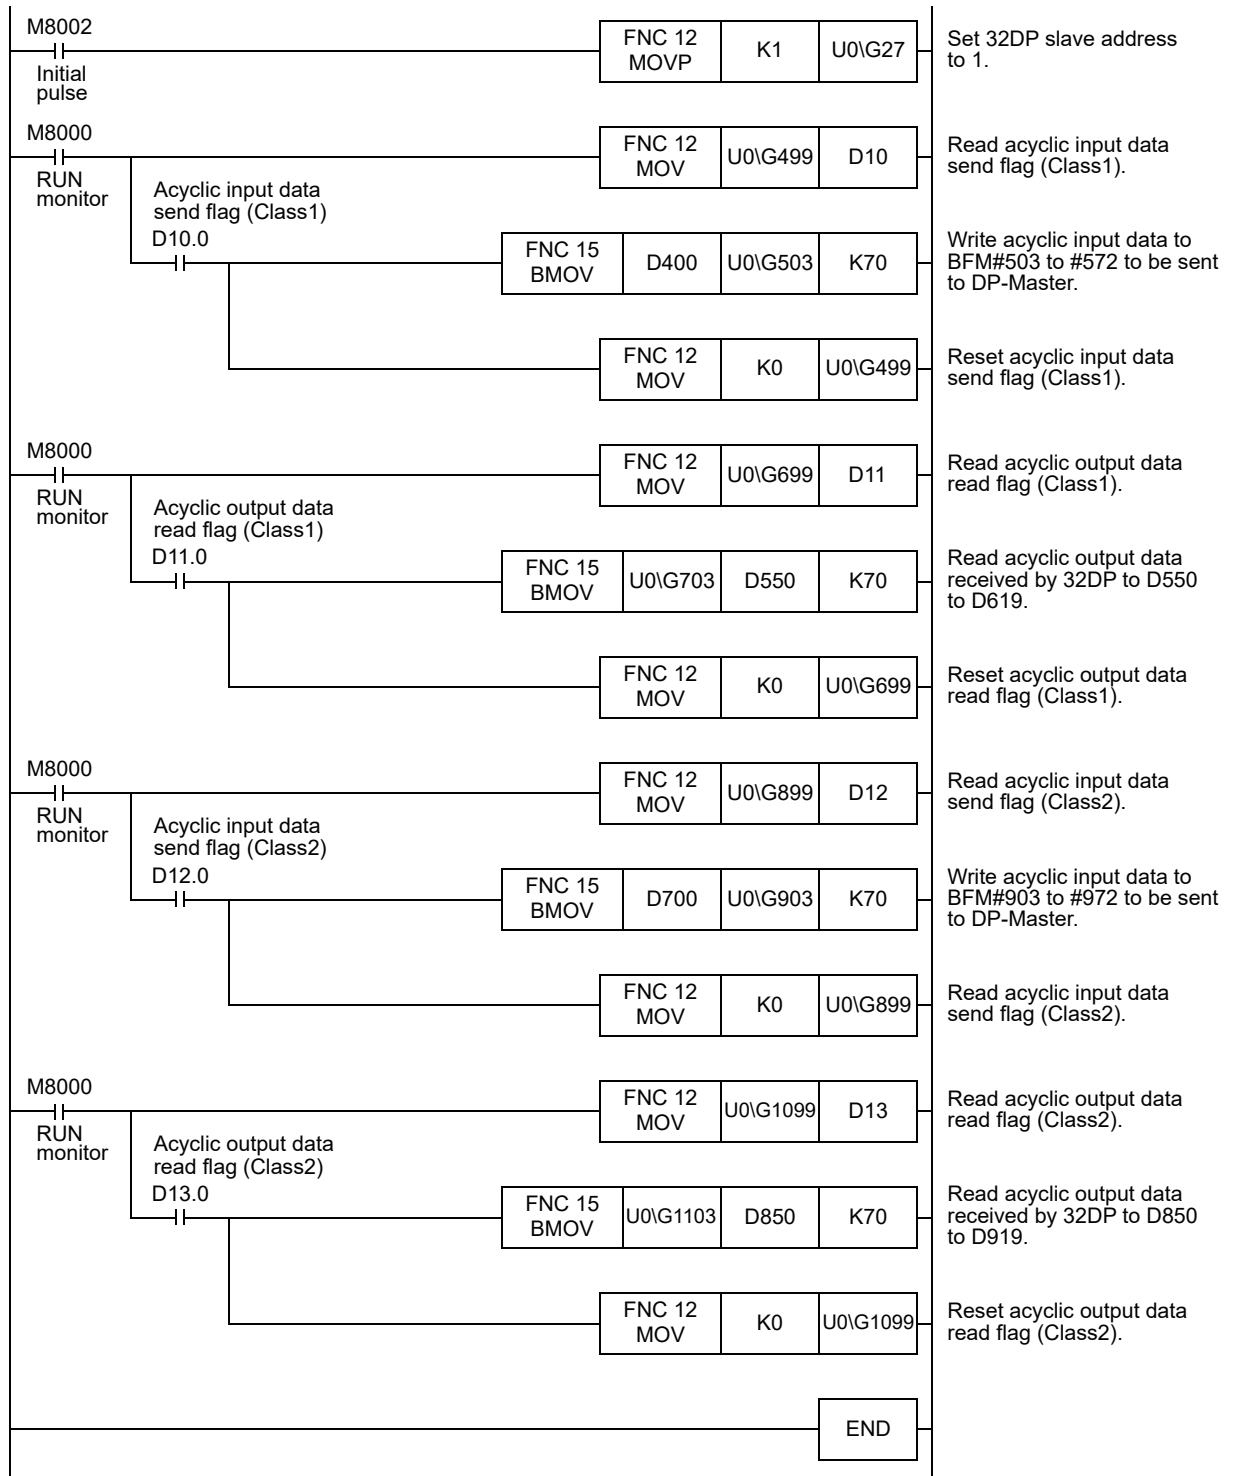 M8002
Initial
pulse
FNC 12
MOVP
K1
U0\G27
Set 32DP slave address
to 1.
M8000
RUN
monitor
FNC 12
MOV
U0\G499
D10
Read acyclic input data
send flag (Class1).
Acyclic input data
send flag (Class1)
D10.0
FNC 15
BMOV
D400
U0\G503
K70
Write acyclic input data to
BFM#503 to #572 to be sent
to DP-Master.
FNC 12
MOV
K0
U0\G499
Reset acyclic input data
send flag (Class1).
M8000
RUN
monitor
FNC 12
MOV
U0\G699
D11
Read acyclic output data
read flag (Class1).
Acyclic output data
read flag (Class1)
D11.0
FNC 15
BMOV
U0\G703
D550
K70
Read acyclic output data
received by 32DP to D550
to D619.
FNC 12
MOV
K0
U0\G699
Reset acyclic output data
read flag (Class1).
M8000
RUN
monitor
FNC 12
MOV
U0\G899
D12
Read acyclic input data
send flag (Class2).
Acyclic input data
send flag (Class2)
D12.0
FNC 15
BMOV
D700
U0\G903
K70
Write acyclic input data to
BFM#903 to #972 to be sent
to DP-Master.
FNC 12
MOV
K0
U0\G899
Read acyclic input data
send flag (Class2).
M8000
RUN
monitor
FNC 12
MOV
U0\G1099
D13
Read acyclic output data
read flag (Class2).
Acyclic output data
read flag (Class2)
D13.0
FNC 15
BMOV
U0\G1103
D850
K70
Read acyclic output data
received by 32DP to D850
to D919.
FNC 12
MOV
K0
U0\G1099
Reset acyclic output data
read flag (Class2).
END